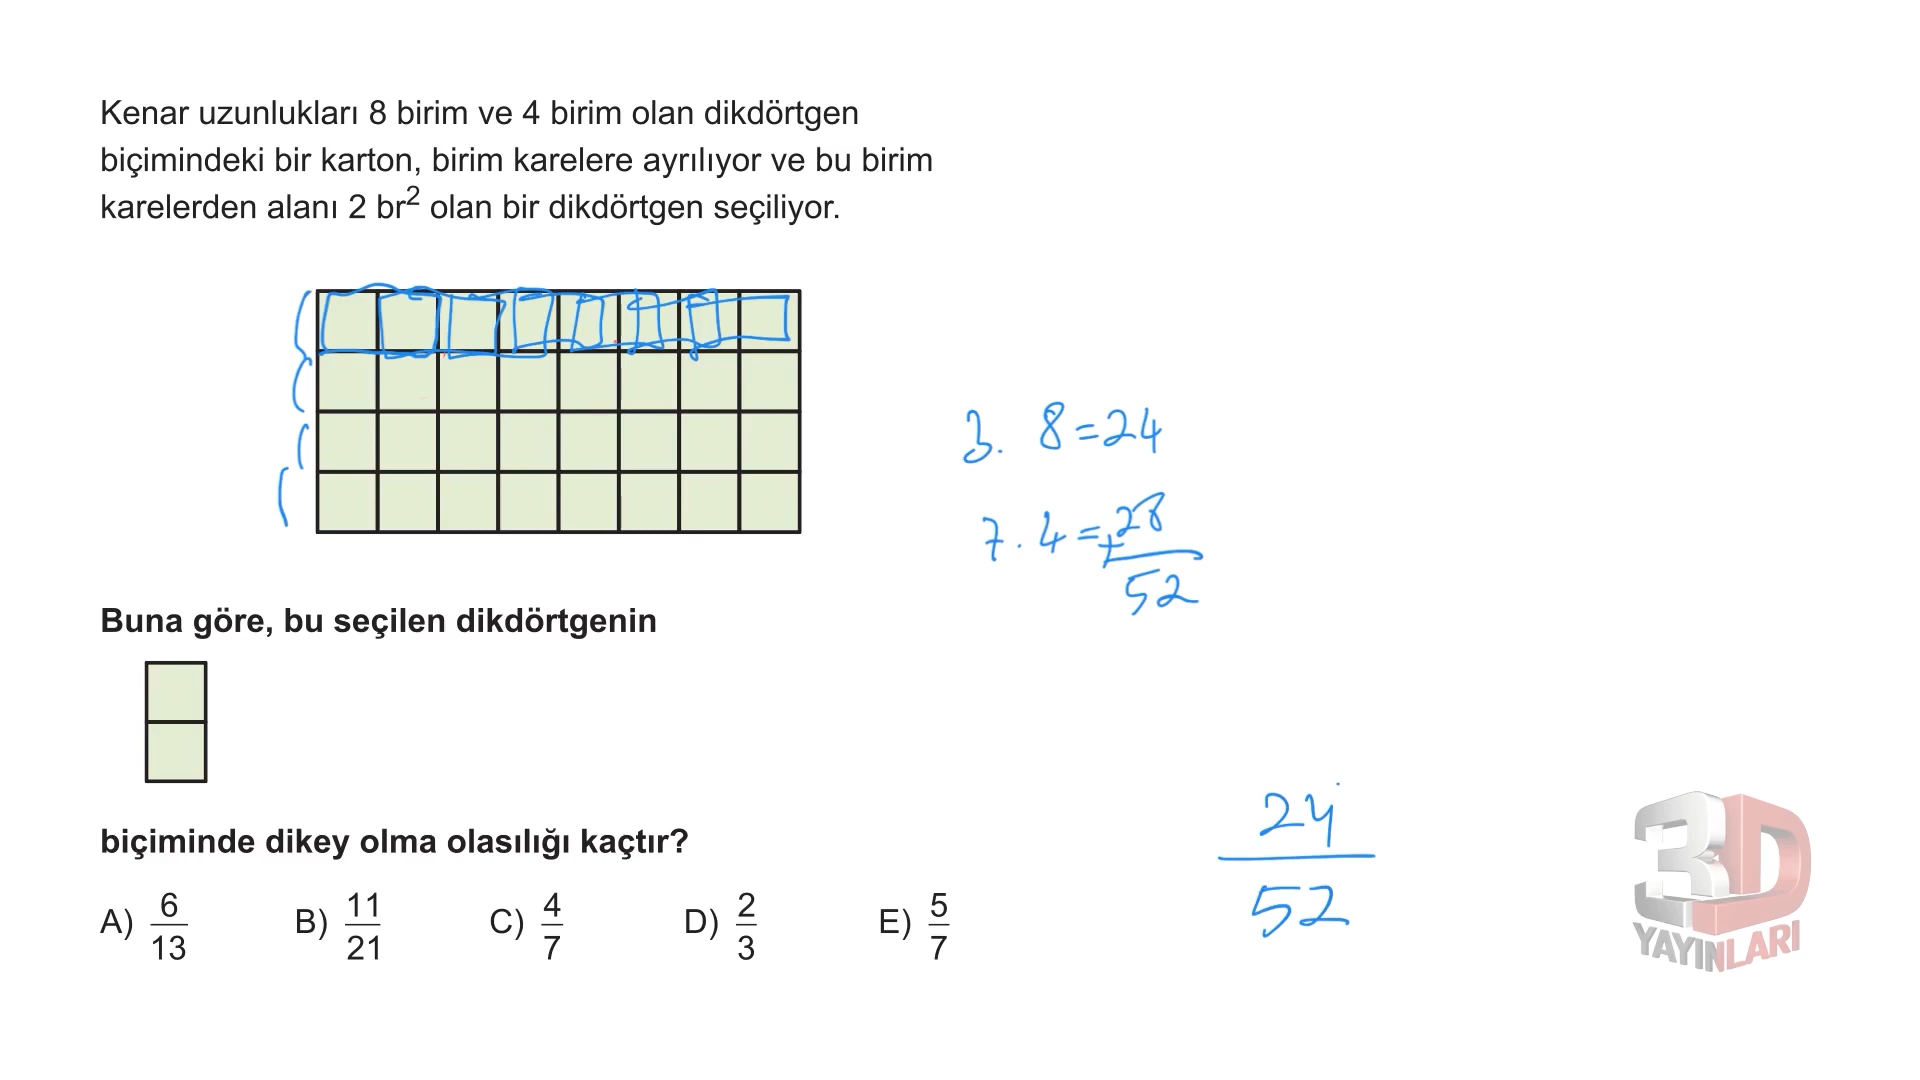 Kenar uzunlukları 8 birim ve 4 birim olan dikdörtgen
biçimindeki bir karton, birim karelere ayrılıyor ve bu birim
karelerden alanı 2 br² olan bir dikdörtgen seçiliyor.
3. 8=24
7. 4=+28
52
Buna göre, bu seçilen dikdörtgenin
biçiminde dikey olma olasılığı kaçtır?
A) 6/13 B) 11/21 C) 4/7 D) 2/3 E) 5/7
24
52
3D
YAYINLARI